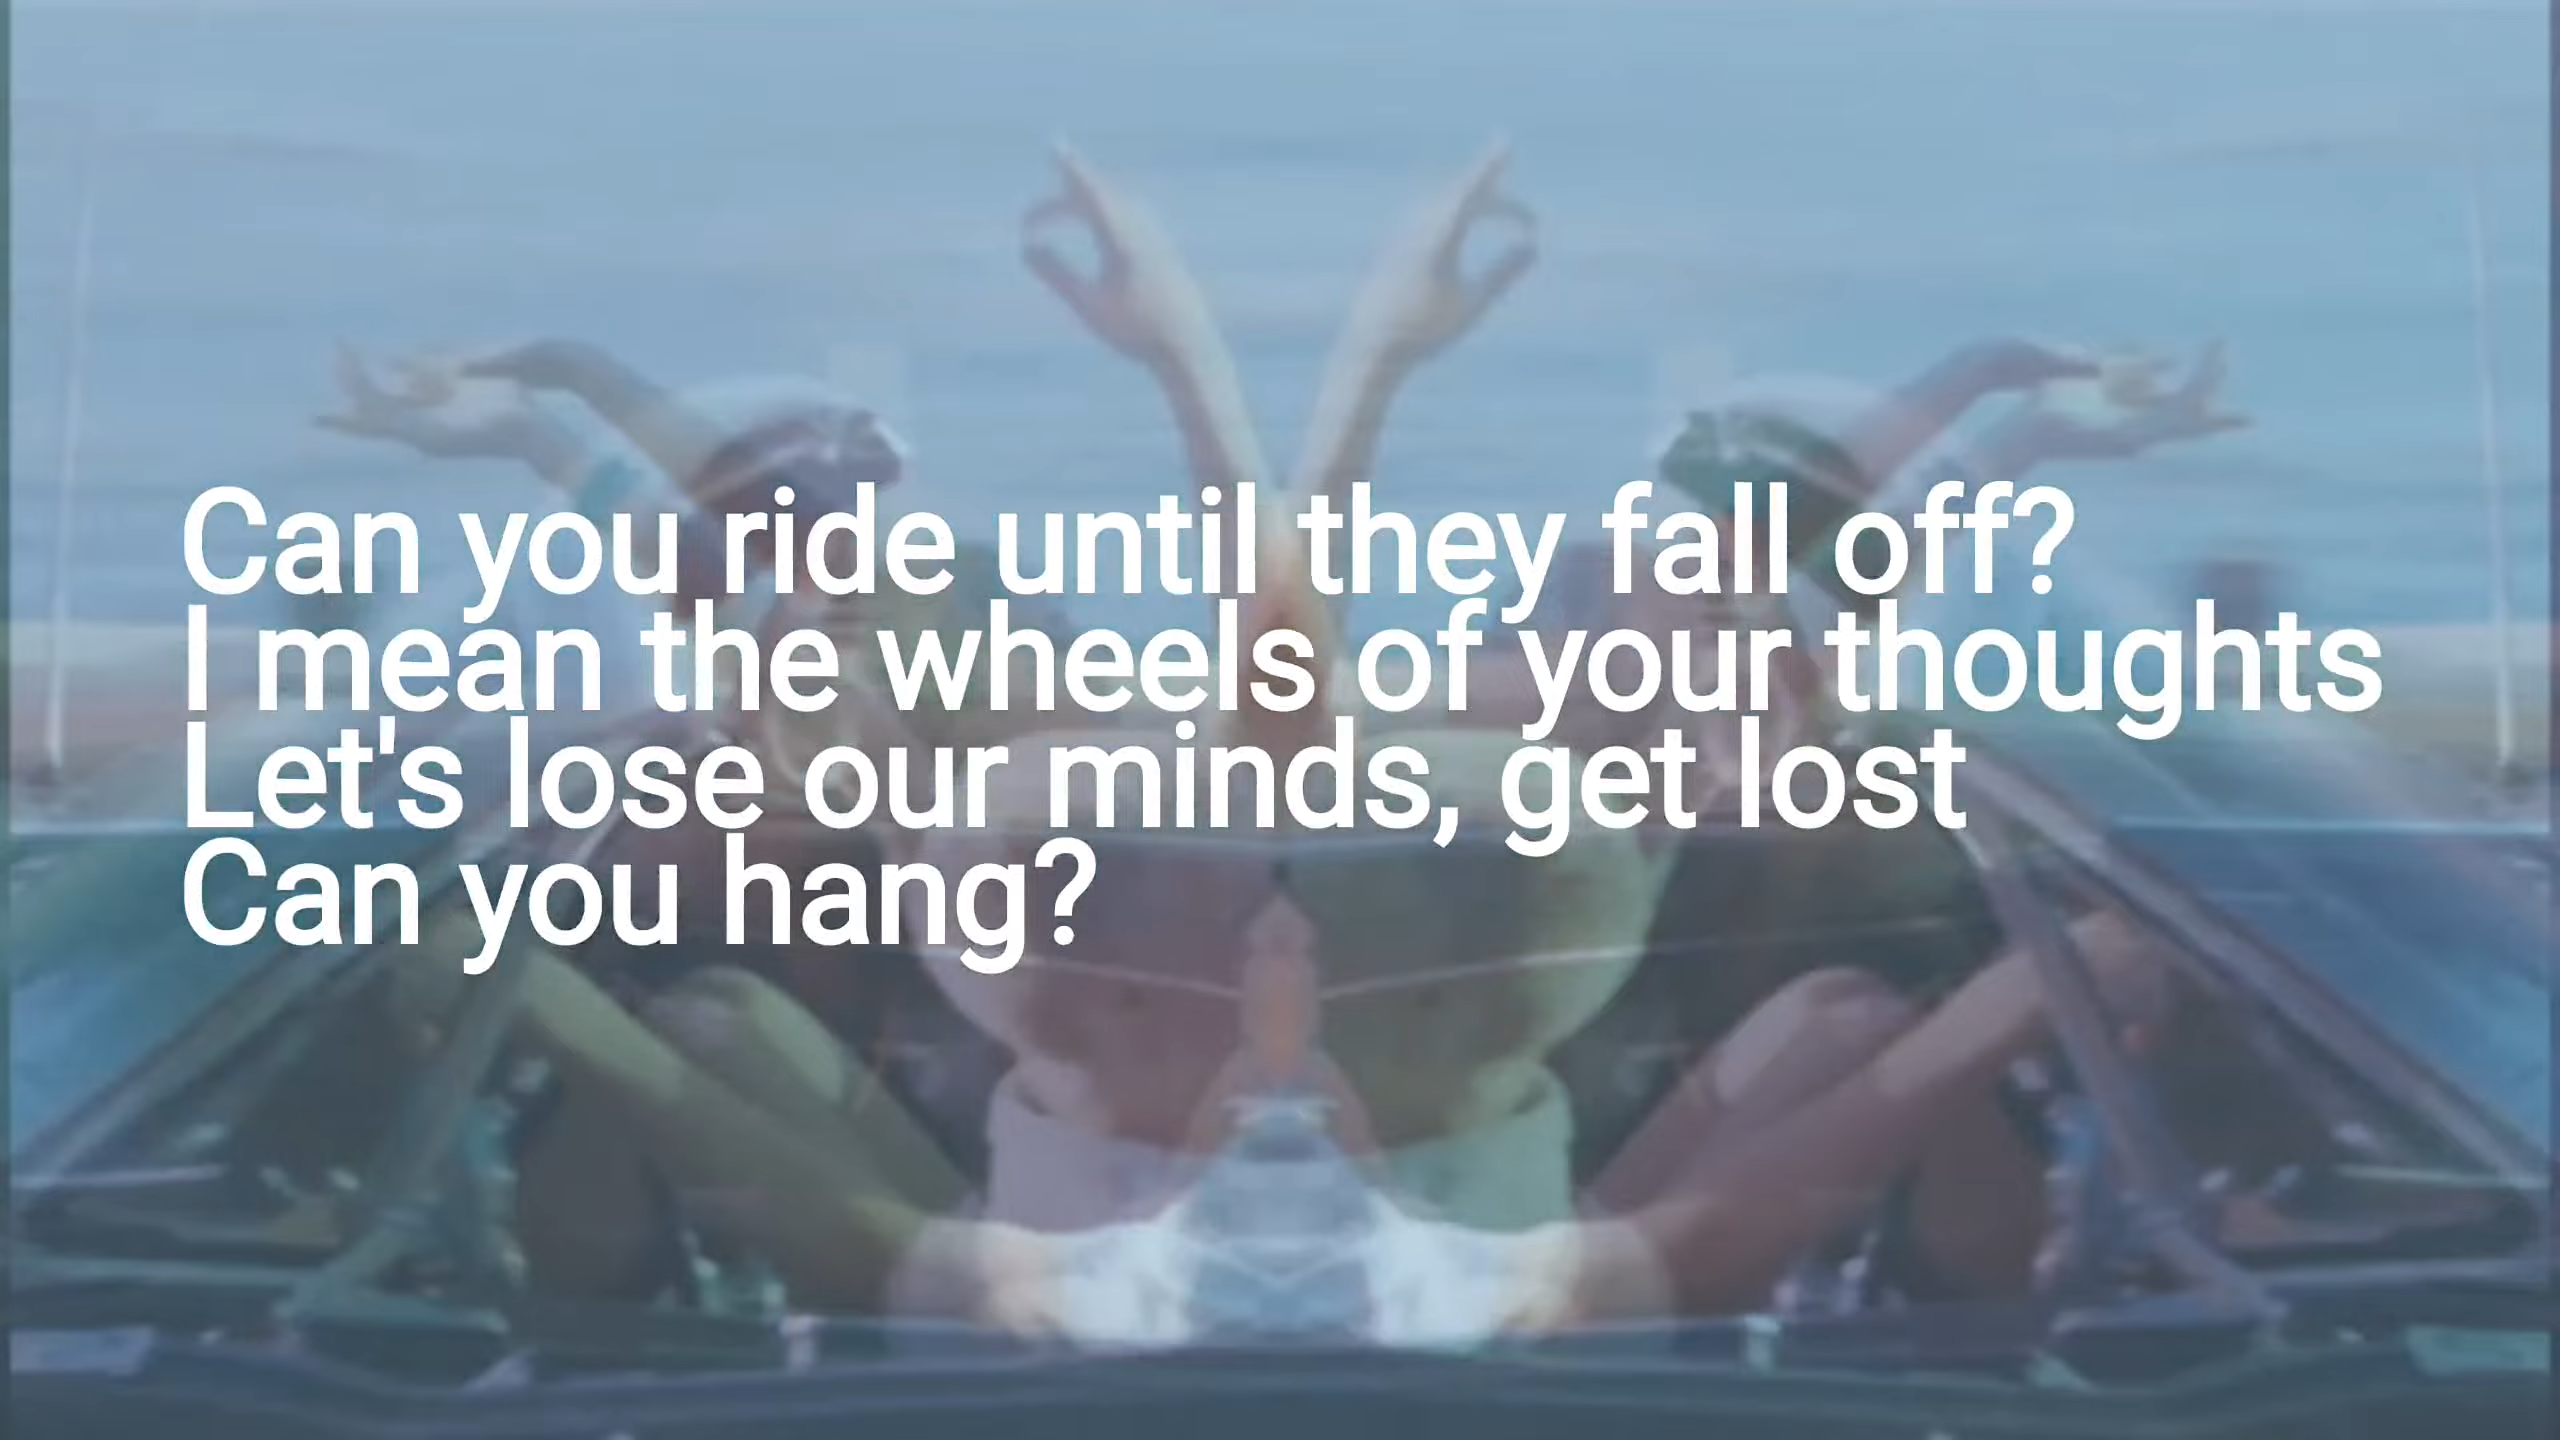 Can you ride until they fall off?
I mean the wheels of your thoughts
Let's lose our minds, get lost
Can you hang?